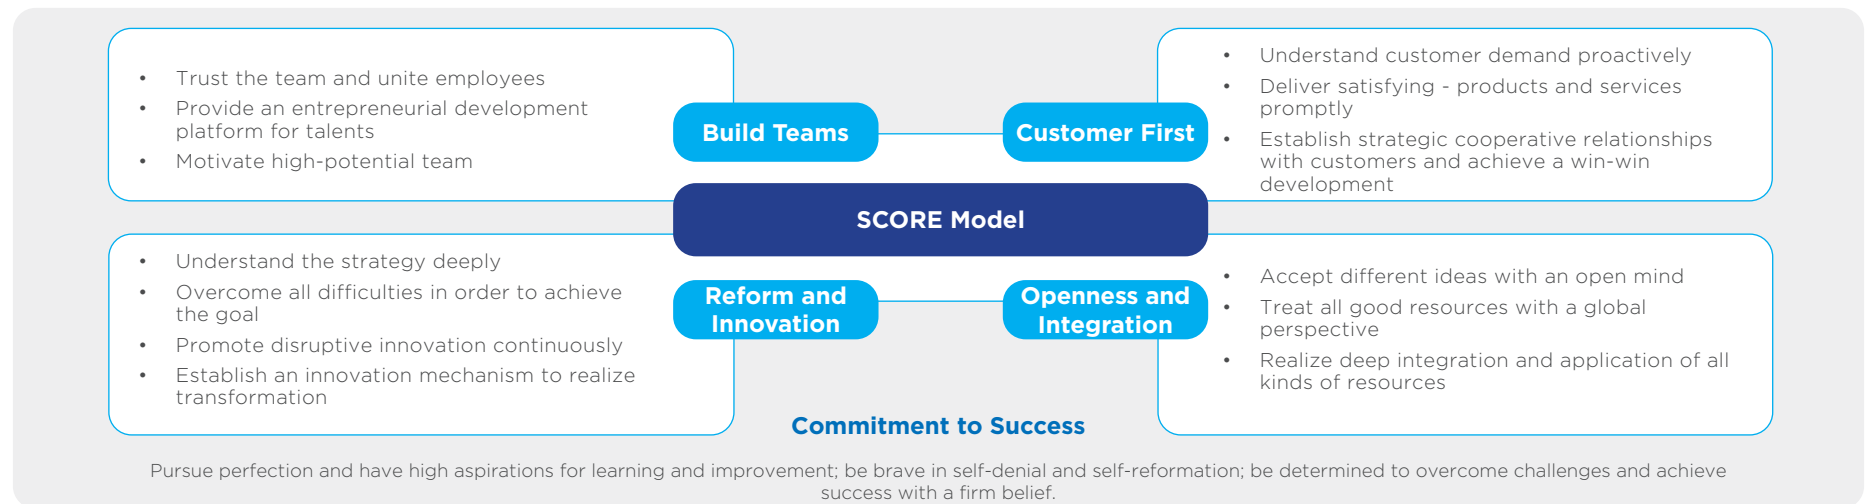 • Trust the team and unite employees
• Provide an entrepreneurial development
platform for talents
• Motivate high-potential team
Build Teams
Customer First
• Understand customer demand proactively
• Deliver satisfying - products and services
promptly
• Establish strategic cooperative relationships
with customers and achieve a win-win
development
SCORE Model
• Understand the strategy deeply
• Overcome all difficulties in order to achieve
the goal
• Promote disruptive innovation continuously
• Establish an innovation mechanism to realize
transformation
Reform and
Innovation
Openness and
Integration
• Accept different ideas with an open mind
• Treat all good resources with a global
perspective
• Realize deep integration and application of all
kinds of resources
Commitment to Success
Pursue perfection and have high aspirations for learning and improvement; be brave in self-denial and self-reformation; be determined to overcome challenges and achieve
success with a firm belief.